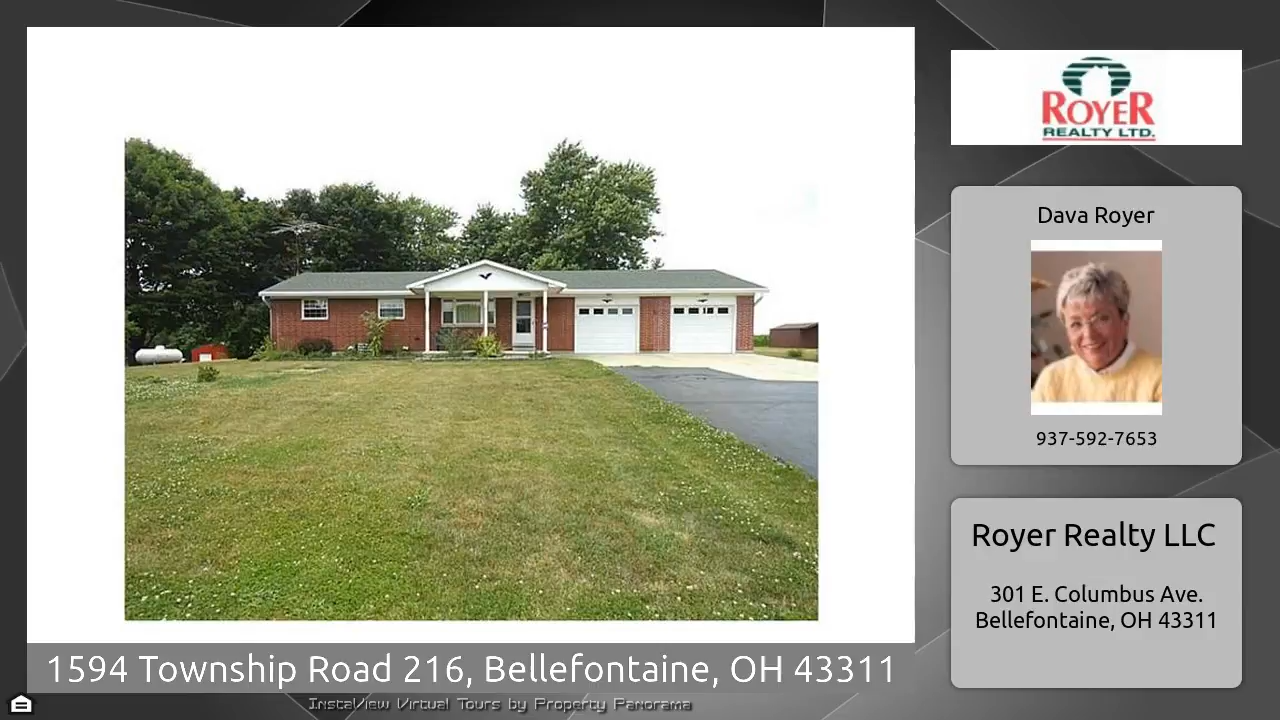 ROYER
REALTY LTD.
Dava Royer
937-592-7653
Royer Realty LLC
301 E. Columbus Ave.
Bellefontaine, OH 43311
1594 Township Road 216, Bellefontaine, OH 43311
InstaView Virtual Tours by Property Panorama